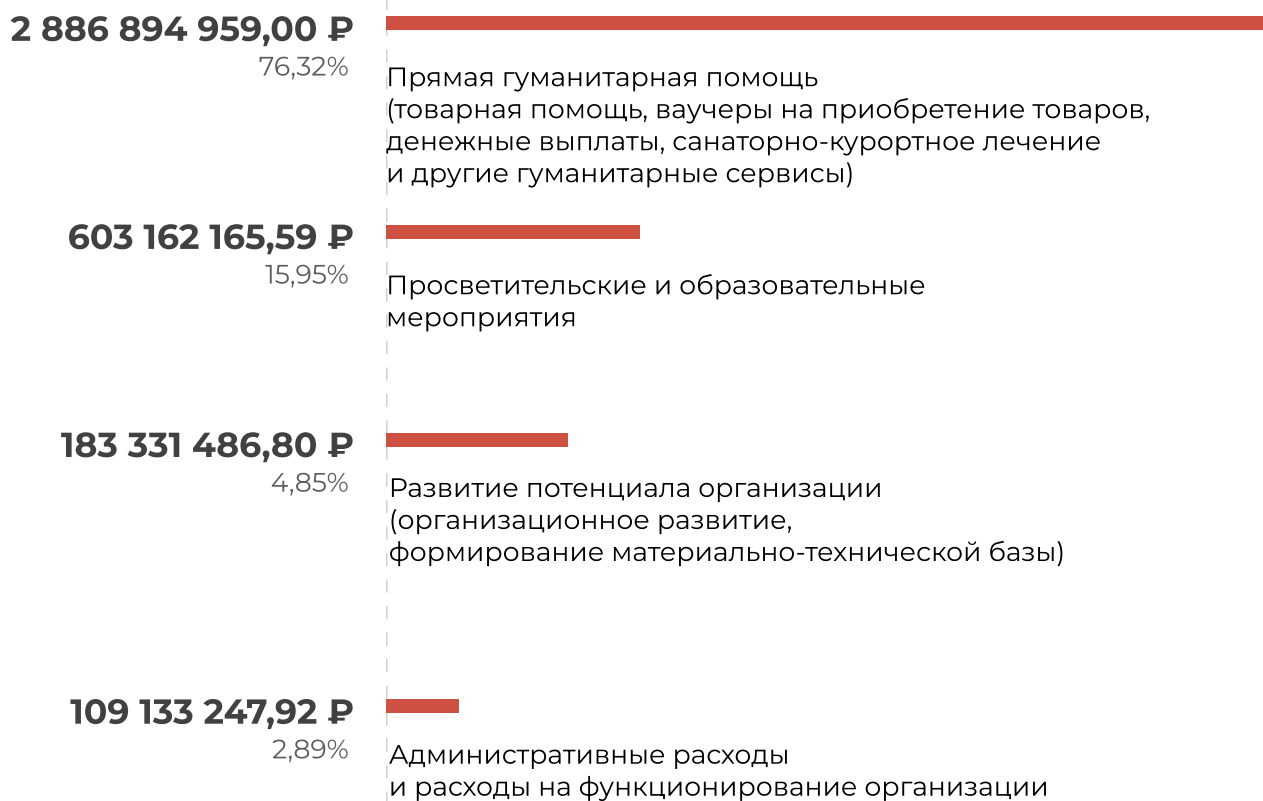 2 886 894 959,00 ₽
76,32%
Прямая гуманитарная помощь
(товарная помощь, ваучеры на приобретение товаров,
денежные выплаты, санаторно-курортное лечение
и другие гуманитарные сервисы)
603 162 165,59 ₽
15,95%
Просветительские и образовательные
мероприятия
183 331 486,80 ₽
4,85%
Развитие потенциала организации
(организационное развитие,
формирование материально-технической базы)
109 133 247,92 ₽
2,89%
Административные расходы
и расходы на функционирование организации